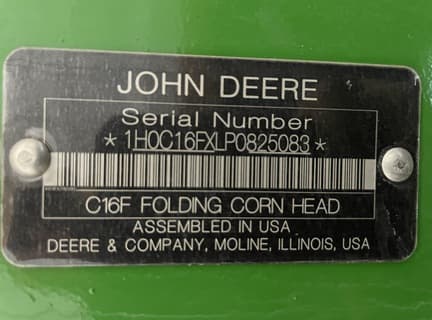 JOHN DEERE
Serial Number
*1H0C16FXLP0825083*
C16F FOLDING CORN HEAD
ASSEMBLED IN USA
DEERE & COMPANY, MOLINE, ILLINOIS, USA